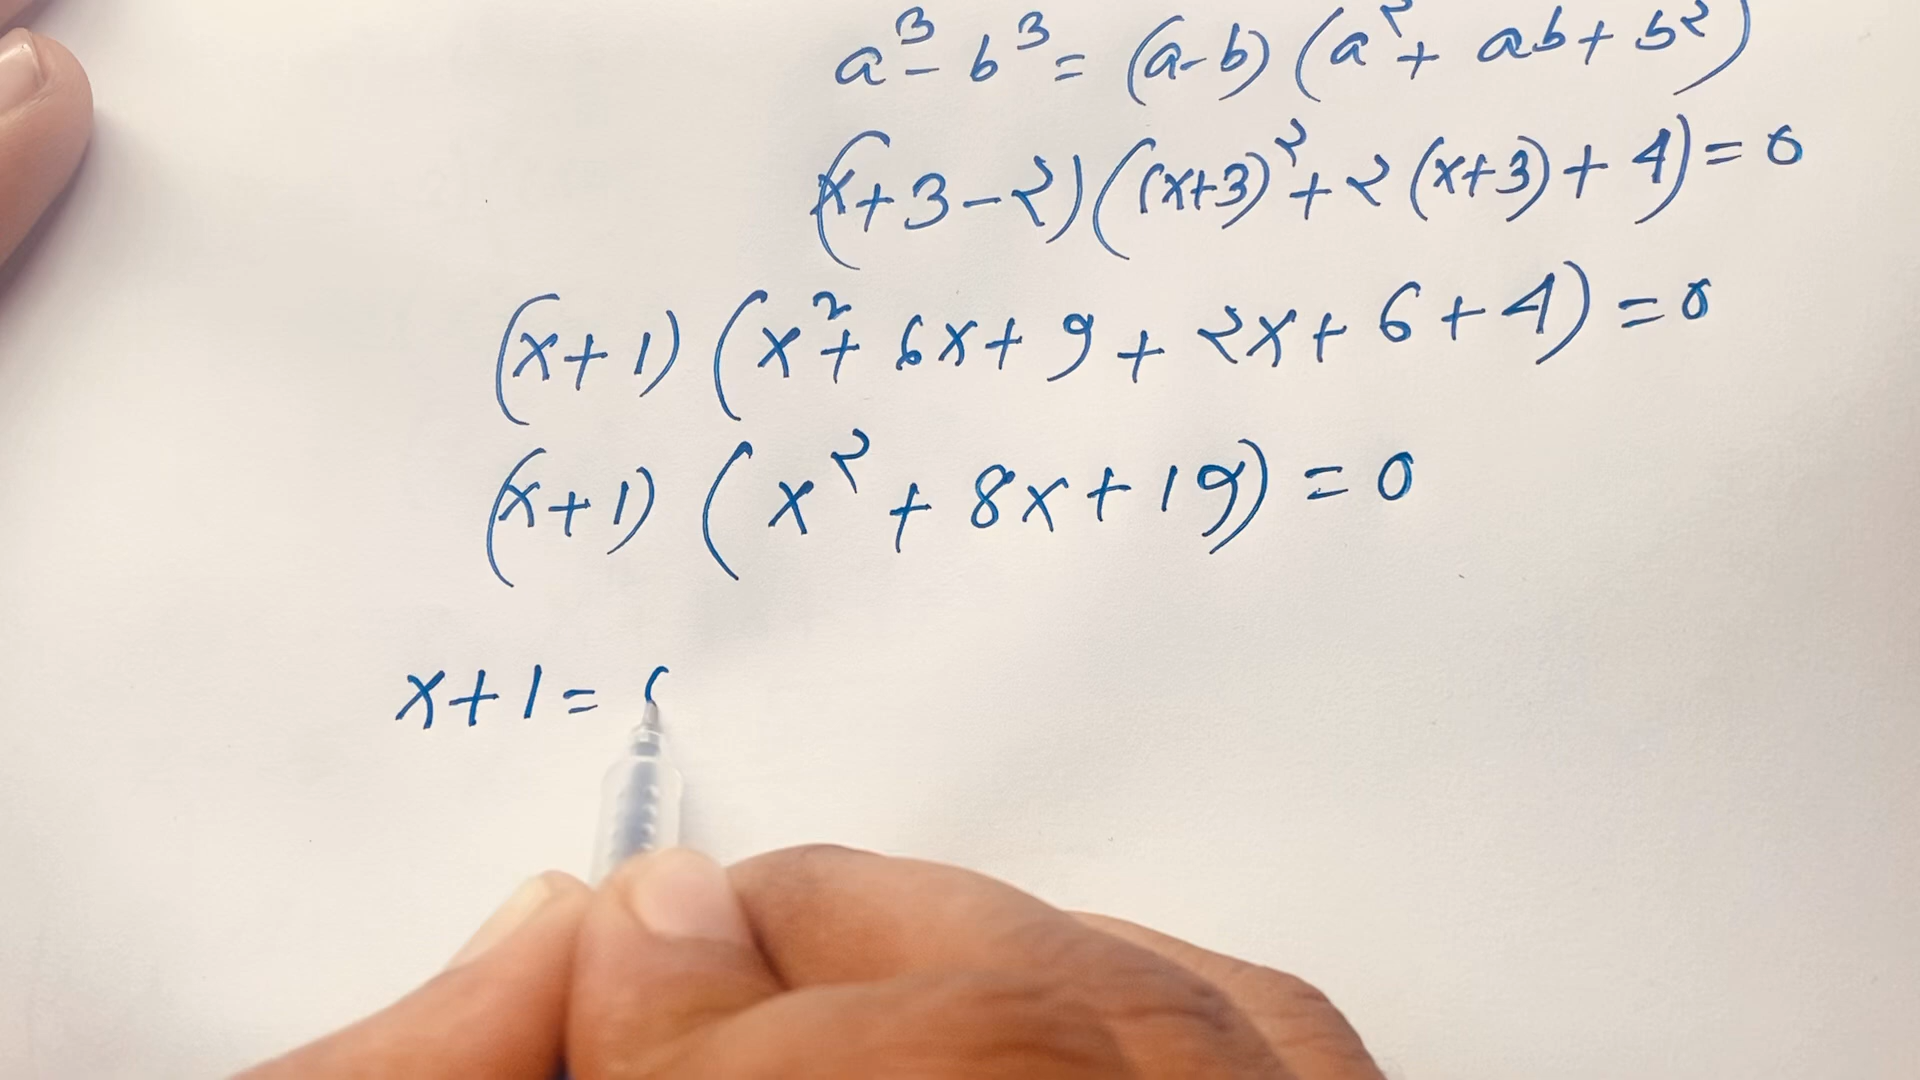 a³ - b³ = (a-b) (a² + ab + b²)
(x+3-2) ((x+3)² + 2 (x+3) + 4) = 0
(x+1) (x² + 6x + 9 + 2x + 6 + 4) = 0
(x+1) (x² + 8x + 19) = 0
x+1 =